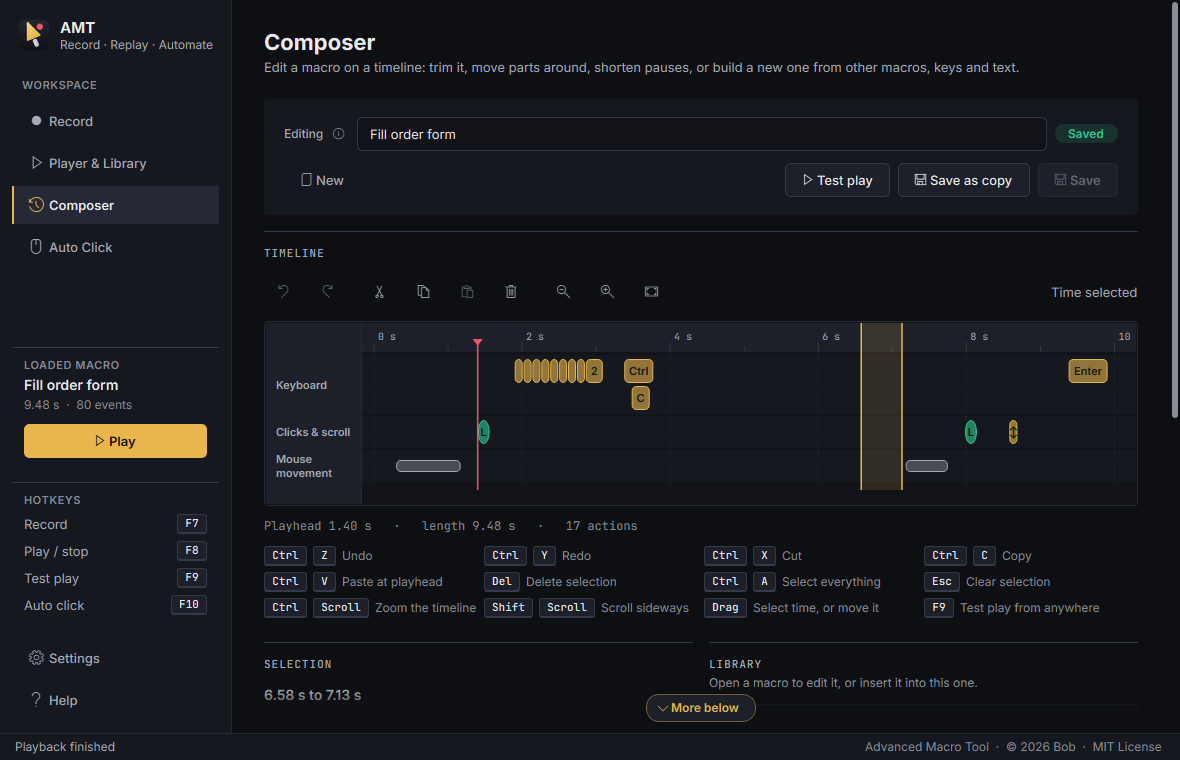 AMT
Record · Replay · Automate
WORKSPACE
Record
Player & Library
Composer
Auto Click
LOADED MACRO
Fill order form
9.48 s · 80 events
Play
HOTKEYS
Record F7
Play / stop F8
Test play F9
Auto click F10
Settings
Help
Composer
Edit a macro on a timeline: trim it, move parts around, shorten pauses, or build a new one from other macros, keys and text.
Editing Fill order form Saved
New Test play Save as copy Save
TIMELINE
Time selected
0 s 2 s 4 s 6 s 8 s 10
Keyboard 2 Ctrl Enter
C
Clicks & scroll L L
Mouse
movement
Playhead 1.40 s · length 9.48 s · 17 actions
Ctrl Z Undo Ctrl Y Redo Ctrl X Cut Ctrl C Copy
Ctrl V Paste at playhead Del Delete selection Ctrl A Select everything Esc Clear selection
Ctrl Scroll Zoom the timeline Shift Scroll Scroll sideways Drag Select time, or move it F9 Test play from anywhere
SELECTION
6.58 s to 7.13 s
LIBRARY
Open a macro to edit it, or insert it into this one.
More below
Playback finished
Advanced Macro Tool · © 2026 Bob · MIT License